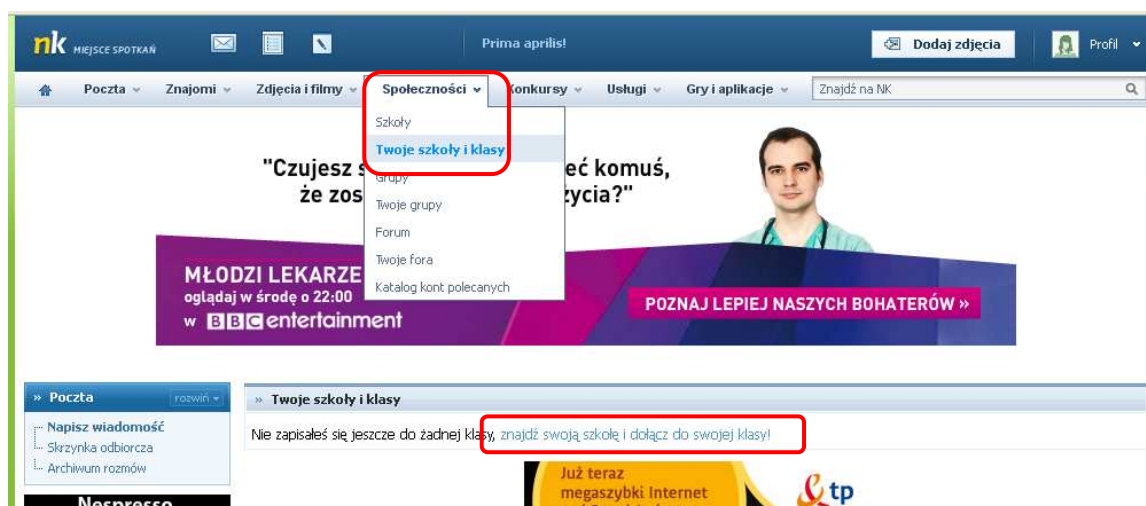 nk MIEJSCE SPOTKAŃ
Prima aprilis!
Dodaj zdjęcia
Profil
Poczta
Znajomi
Zdjęcia i filmy
Społeczności
Konkursy
Usługi
Gry i aplikacje
Znajdź na NK
Szkoły
Twoje szkoły i klasy
Grupy
Twoje grupy
Forum
Twoje fora
Katalog kont polecanych
"Czujesz eć komuś,
że zos życia?"
MŁODZI LEKARZE
oglądaj w środę o 22:00
w BBC entertainment
POZNAJ LEPIEJ NASZYCH BOHATERÓW »
» Poczta
rozwiń
Napisz wiadomość
Skrzynka odbiorcza
Archiwum rozmów
Nespresso
» Twoje szkoły i klasy
Nie zapisałeś się jeszcze do żadnej klasy, znajdź swoją szkołę i dołącz do swojej klasy!
Już teraz
megaszybki Internet
tp